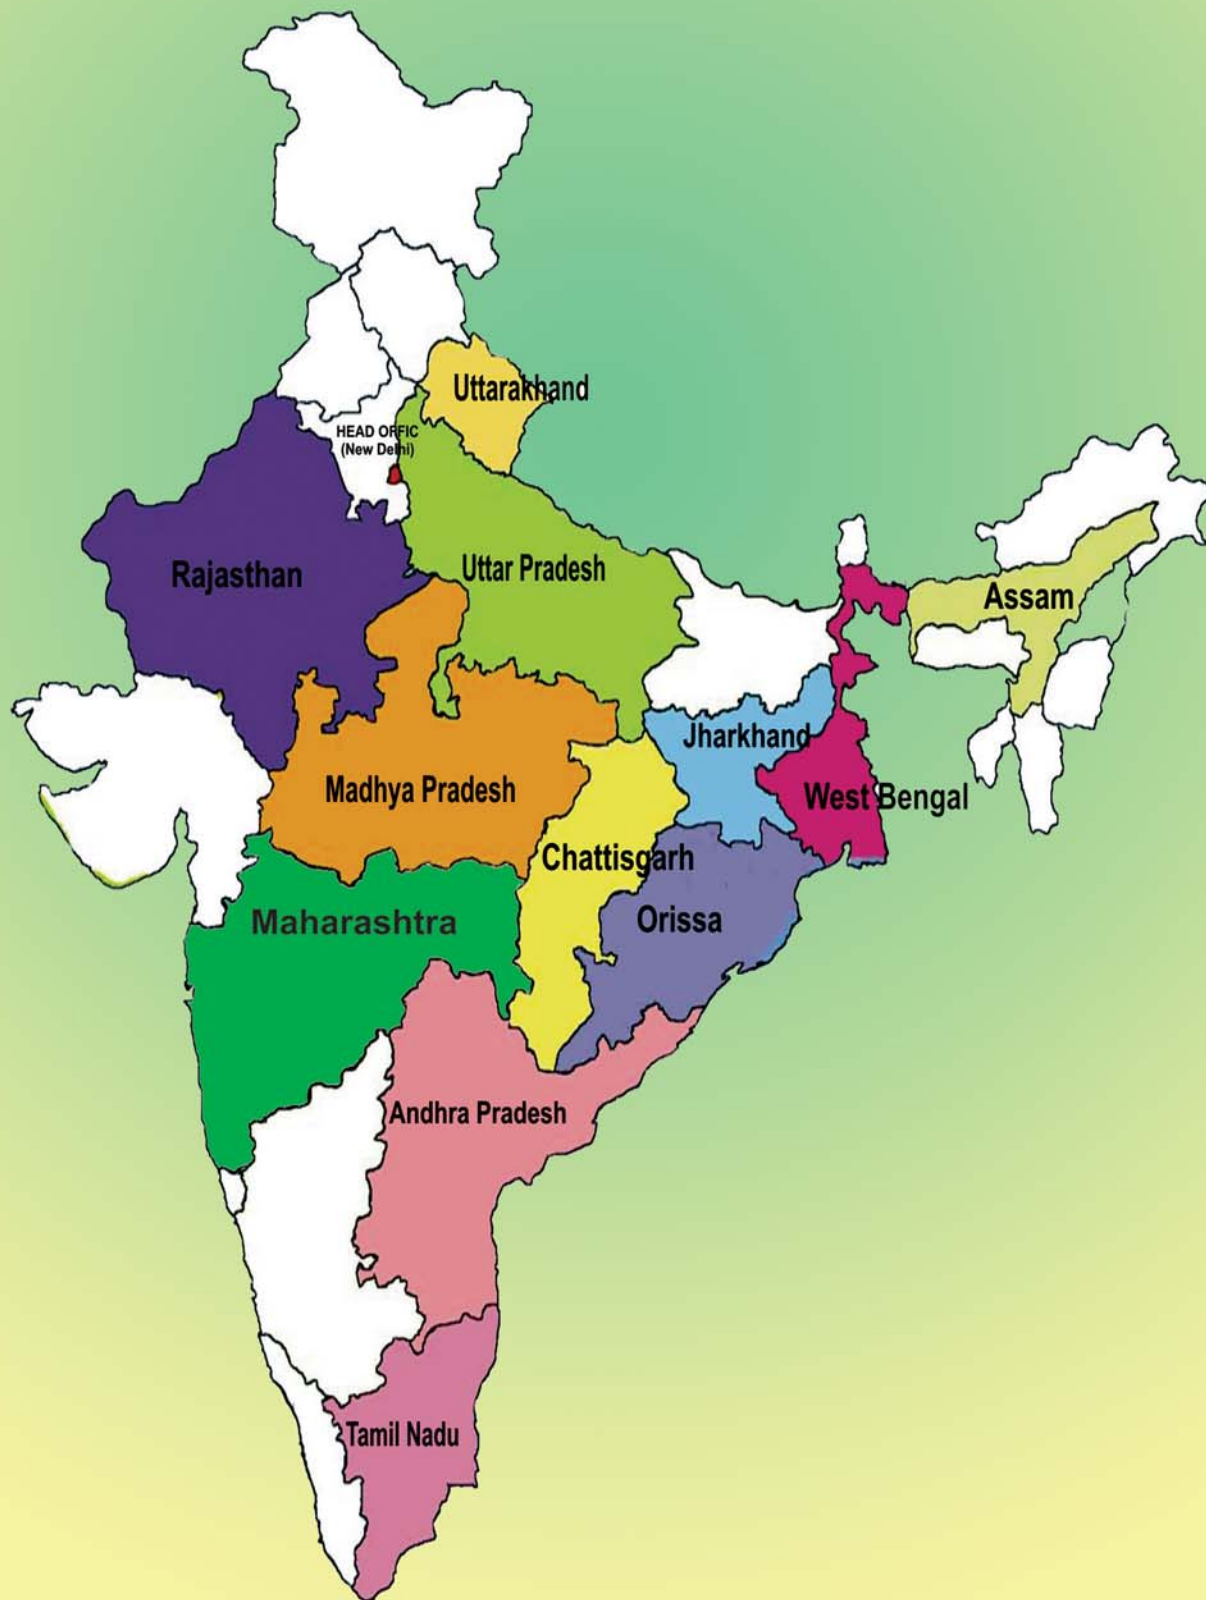 Uttarakhand
HEAD OFFIC
(New Delhi)
Rajasthan
Uttar Pradesh
Assam
Jharkhand
Madhya Pradesh
West Bengal
Chattisgarh
Maharashtra
Orissa
Andhra Pradesh
Tamil Nadu